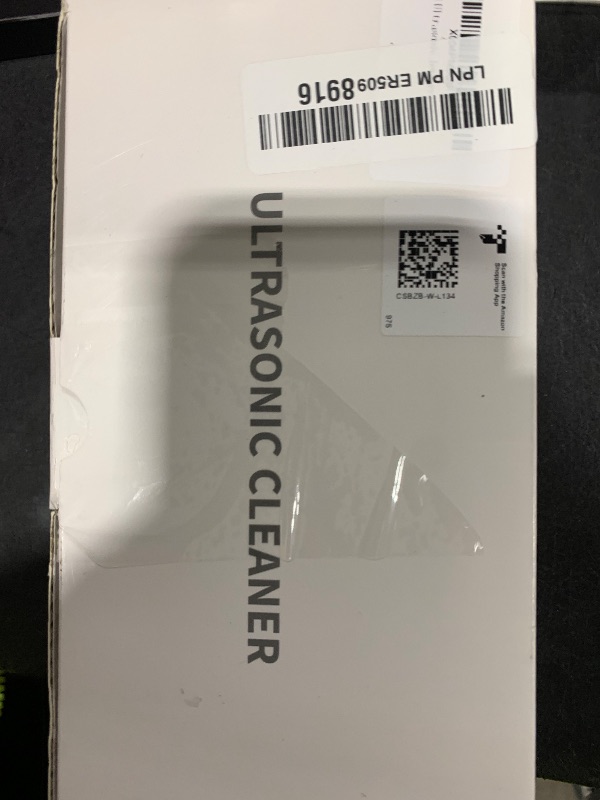 LPN PM ER5098916
ULTRASONIC CLEANER
Scan with the Amazon
Shopping App
CSBZB-W-L134
976